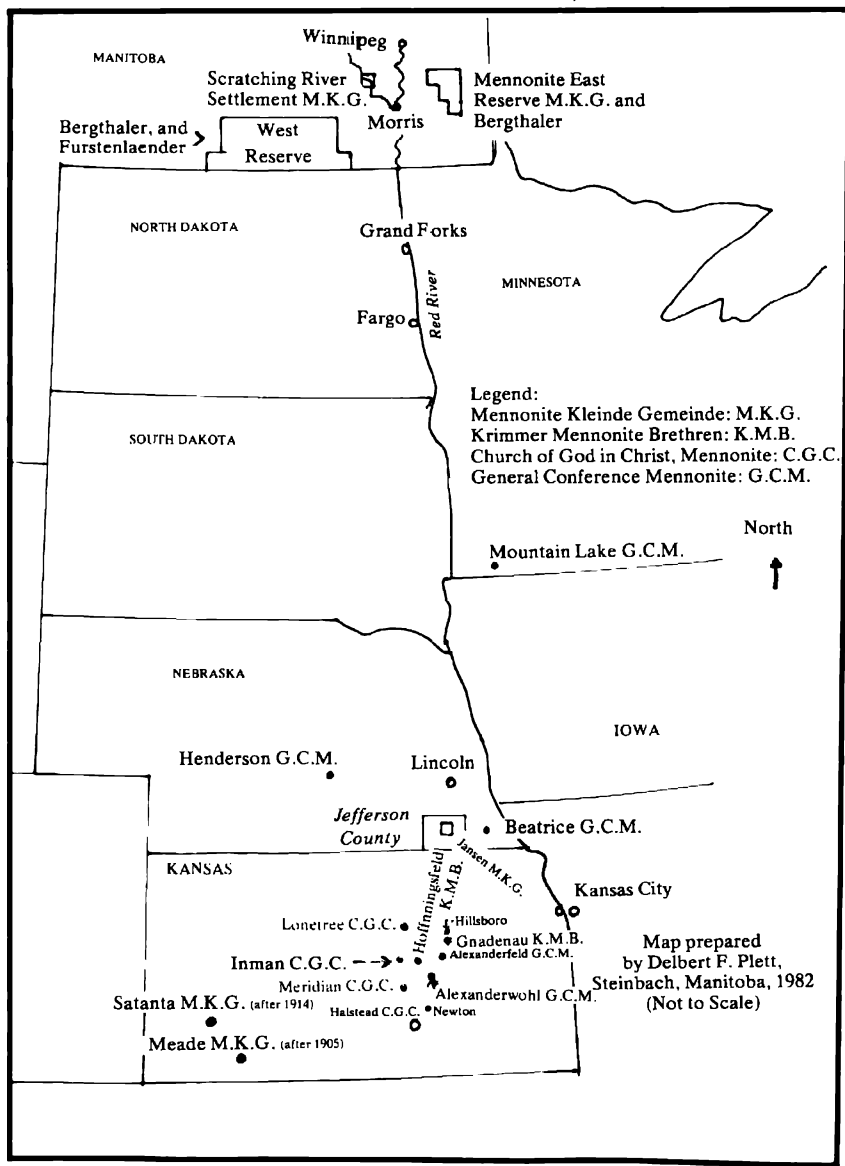 Winnipeg
MANITOBA
Scratching River
Settlement M.K.G.
Mennonite East
Reserve M.K.G. and
Bergthaler
Morris
Bergthaler, and
Furstenlaender
West
Reserve
NORTH DAKOTA
Grand Forks
MINNESOTA
Red River
Fargo
Legend:
Mennonite Kleinde Gemeinde: M.K.G.
Krimmer Mennonite Brethren: K.M.B.
Church of God in Christ, Mennonite: C.G.C.
General Conference Mennonite: G.C.M.
SOUTH DAKOTA
North
Mountain Lake G.C.M.
NEBRASKA
IOWA
Henderson G.C.M.
Lincoln
Jefferson
County
Beatrice G.C.M.
Jansen M.K.G.
Hoffnningsfeld
K.M.B.
KANSAS
Kansas City
Lonetree C.G.C.
Hillsboro
Gnadenau K.M.B.
Alexanderfeld G.C.M.
Inman C.G.C.
Meridian C.G.C.
Alexanderwohl G.C.M.
Satanta M.K.G. (after 1914)
Halstead C.G.C.
Newton
Meade M.K.G. (after 1905)
Map prepared
by Delbert F. Plett,
Steinbach, Manitoba, 1982
(Not to Scale)